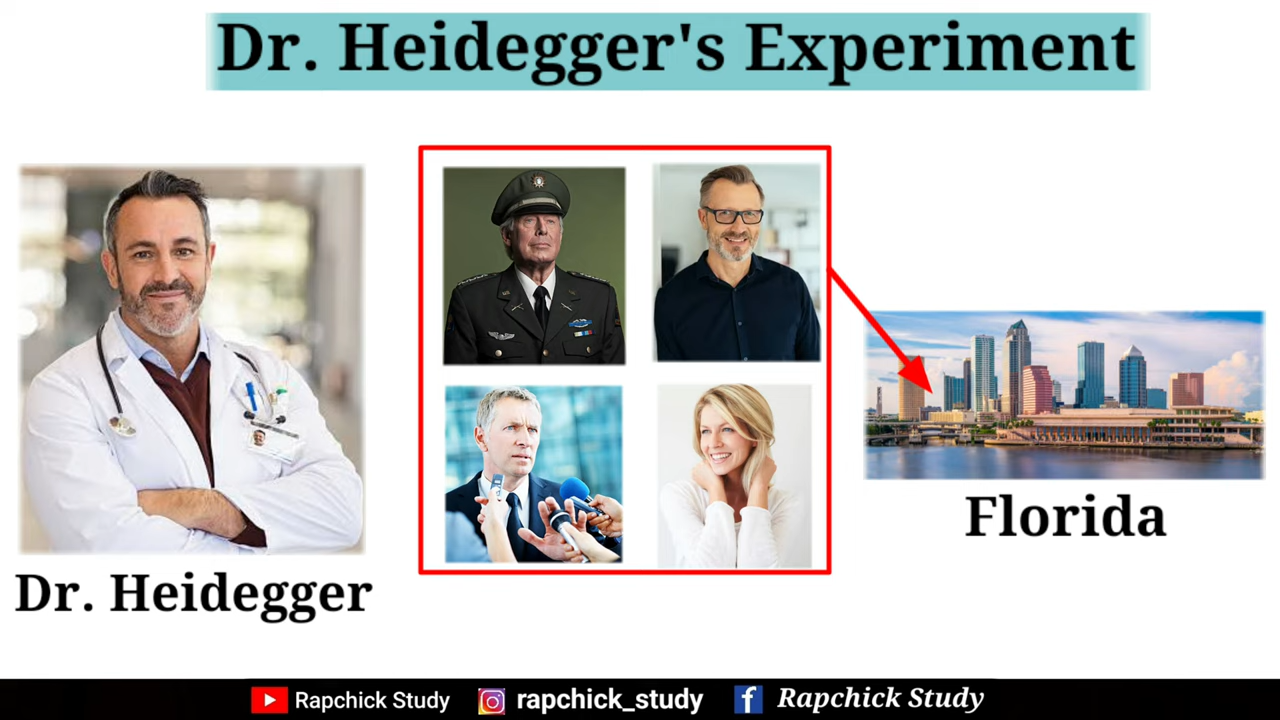 Dr. Heidegger's Experiment
Dr. Heidegger
Florida
Rapchick Study
rapchick_study
Rapchick Study